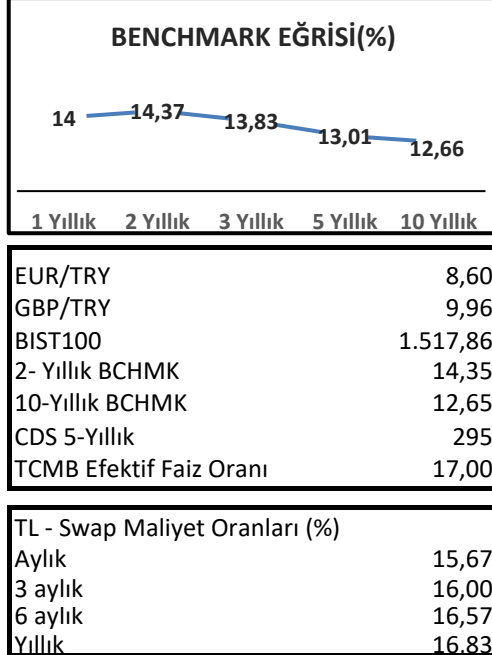 BENCHMARK EĞRİSİ(%)
14 14,37 13,83 13,01 12,66
1 Yıllık 2 Yıllık 3 Yıllık 5 Yıllık 10 Yıllık
EUR/TRY 8,60
GBP/TRY 9,96
BIST100 1.517,86
2- Yıllık BCHMK 14,35
10-Yıllık BCHMK 12,65
CDS 5-Yıllık 295
TCMB Efektif Faiz Oranı 17,00
TL - Swap Maliyet Oranları (%)
Aylık 15,67
3 aylık 16,00
6 aylık 16,57
Yıllık 16,83